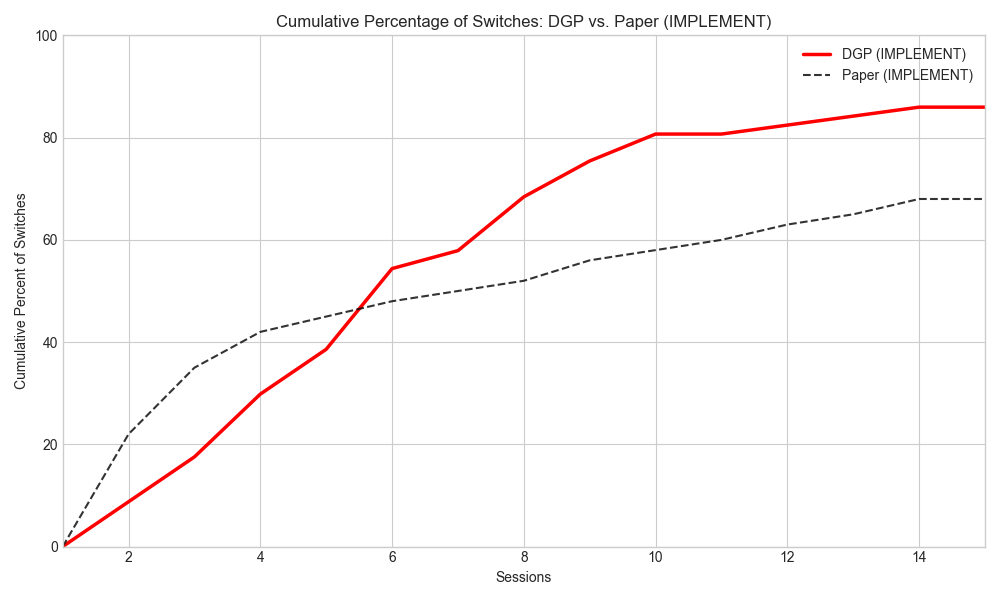 Cumulative Percentage of Switches: DGP vs. Paper (IMPLEMENT)
DGP (IMPLEMENT)
Paper (IMPLEMENT)
Cumulative Percent of Switches
100
80
60
40
20
0
2 4 6 8 10 12 14
Sessions